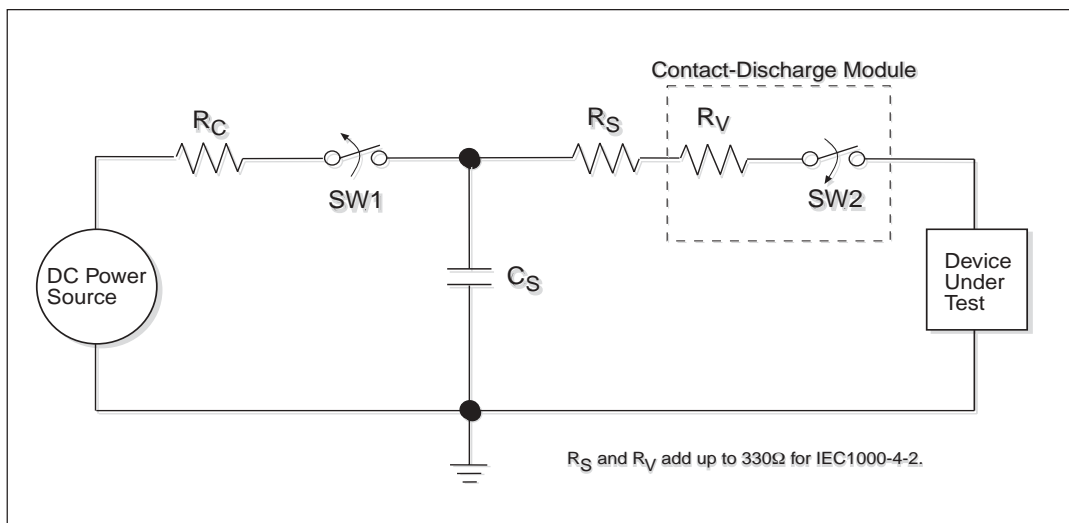 Contact-Discharge Module
RC
RS
RV
SW1
SW2
DC Power
Source
CS
Device
Under
Test
RS and RV add up to 330Ω for IEC1000-4-2.